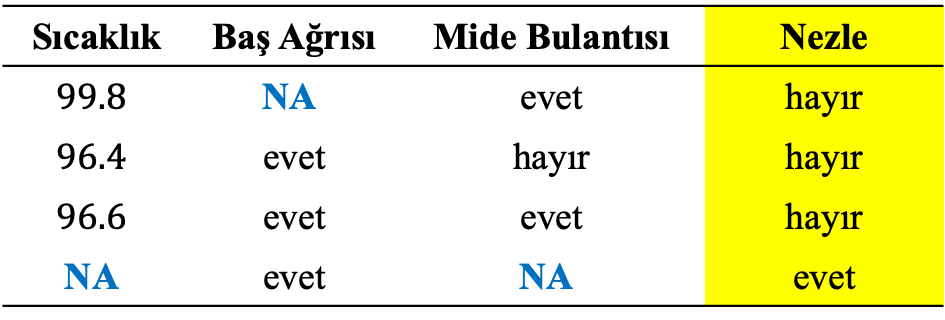 Sıcaklık Baş Ağrısı Mide Bulantısı Nezle
99.8 NA evet hayır
96.4 evet hayır hayır
96.6 evet evet hayır
NA evet NA evet